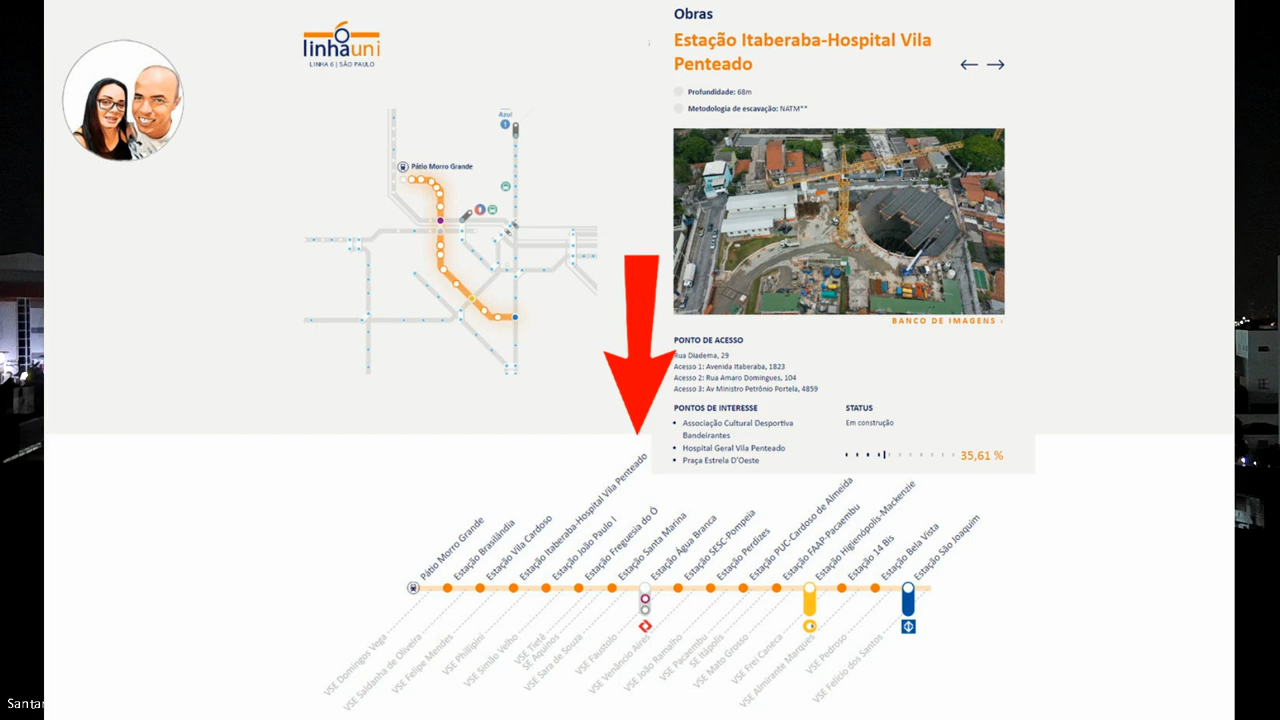 linhauni
LINHA 6 | SÃO PAULO
Azul
Pátio Morro Grande
Obras
Estação Itaberaba-Hospital Vila
Penteado
Profundidade: 68m
Metodologia de escavação: NATM**
BANCO DE IMAGENS ›
PONTO DE ACESSO
Rua Diadema, 29
Acesso 1: Avenida Itaberaba, 1823
Acesso 2: Rua Amaro Domingues, 104
Acesso 3: Av Ministro Petrônio Portela, 4859
PONTOS DE INTERESSE
• Associação Cultural Desportiva
Bandeirantes
• Hospital Geral Vila Penteado
• Praça Estrela D'Oeste
STATUS
Em construção
35,61 %
Pátio Morro Grande
Estação Brasilândia
Estação Vila Cardoso
Estação Itaberaba-Hospital Vila Penteado
Estação João Paulo I
Estação Freguesia do Ó
Estação Santa Marina
Estação Água Branca
Estação SESC-Pompeia
Estação Perdizes
Estação PUC-Cardoso de Almeida
Estação FAAP-Pacaembu
Estação Higienópolis-Mackenzie
Estação 14 Bis
Estação Bela Vista
Estação São Joaquim
VSE Domingos Vega
VSE Saldanha de Oliveira
VSE Felipe Mendes
VSE Phillipini
VSE Simião Velho
VSE Tietê
SE Aquinos
VSE Sara de Souza
VSE Faustolo
VSE Venâncio Aires
VSE João Ramalho
VSE Pacaembu
SE Itápolis
VSE Mato Grosso
VSE Frei Caneca
VSE Almirante Marques
VSE Pedroso
VSE Felício dos Santos
Santan